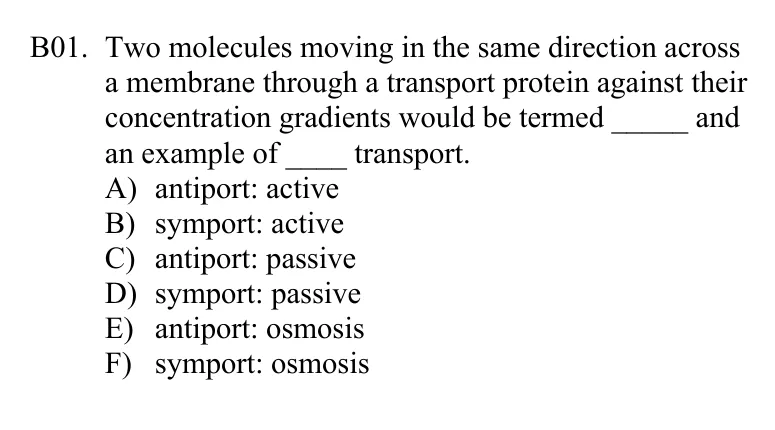 B01. Two molecules moving in the same direction across
a membrane through a transport protein against their
concentration gradients would be termed _____ and
an example of ____ transport.
A) antiport: active
B) symport: active
C) antiport: passive
D) symport: passive
E) antiport: osmosis
F) symport: osmosis